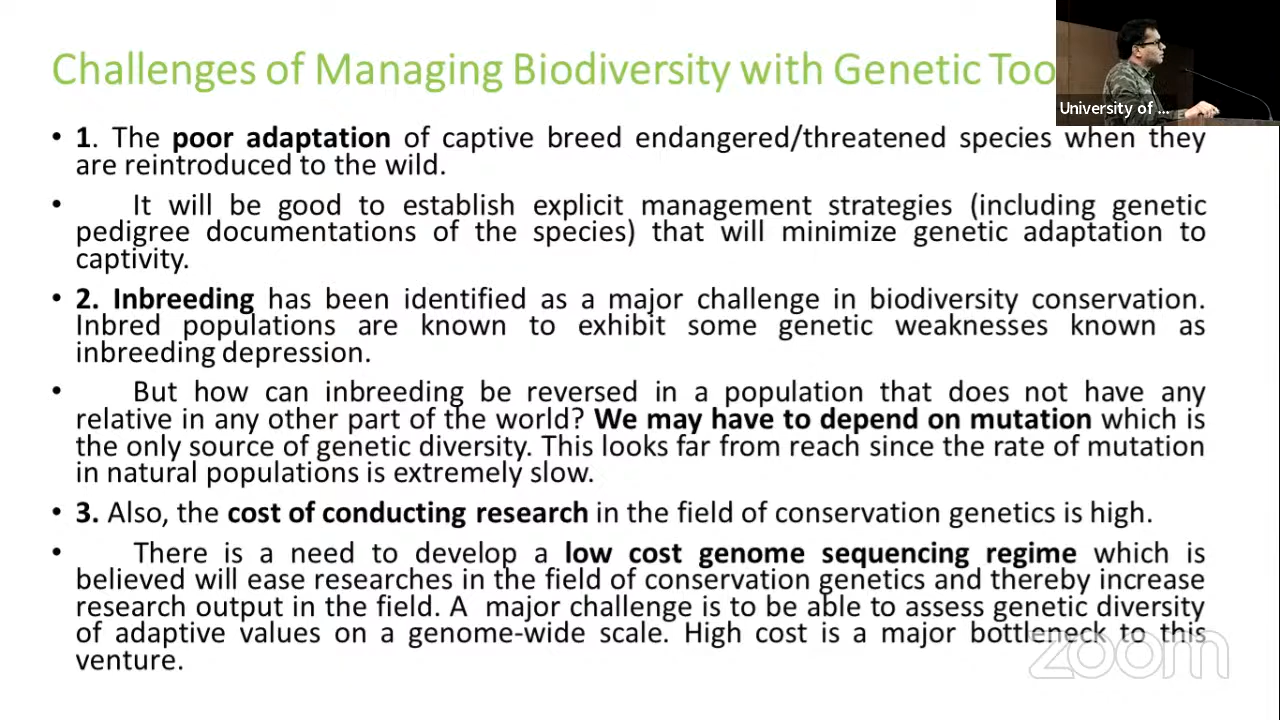 Challenges of Managing Biodiversity with Genetic Too
University of ...
• 1. The poor adaptation of captive breed endangered/threatened species when they
are reintroduced to the wild.
• It will be good to establish explicit management strategies (including genetic
pedigree documentations of the species) that will minimize genetic adaptation to
captivity.
• 2. Inbreeding has been identified as a major challenge in biodiversity conservation.
Inbred populations are known to exhibit some genetic weaknesses known as
inbreeding depression.
• But how can inbreeding be reversed in a population that does not have any
relative in any other part of the world? We may have to depend on mutation which is
the only source of genetic diversity. This looks far from reach since the rate of mutation
in natural populations is extremely slow.
• 3. Also, the cost of conducting research in the field of conservation genetics is high.
• There is a need to develop a low cost genome sequencing regime which is
believed will ease researches in the field of conservation genetics and thereby increase
research output in the field. A major challenge is to be able to assess genetic diversity
of adaptive values on a genome-wide scale. High cost is a major bottleneck to this
venture.
zoom